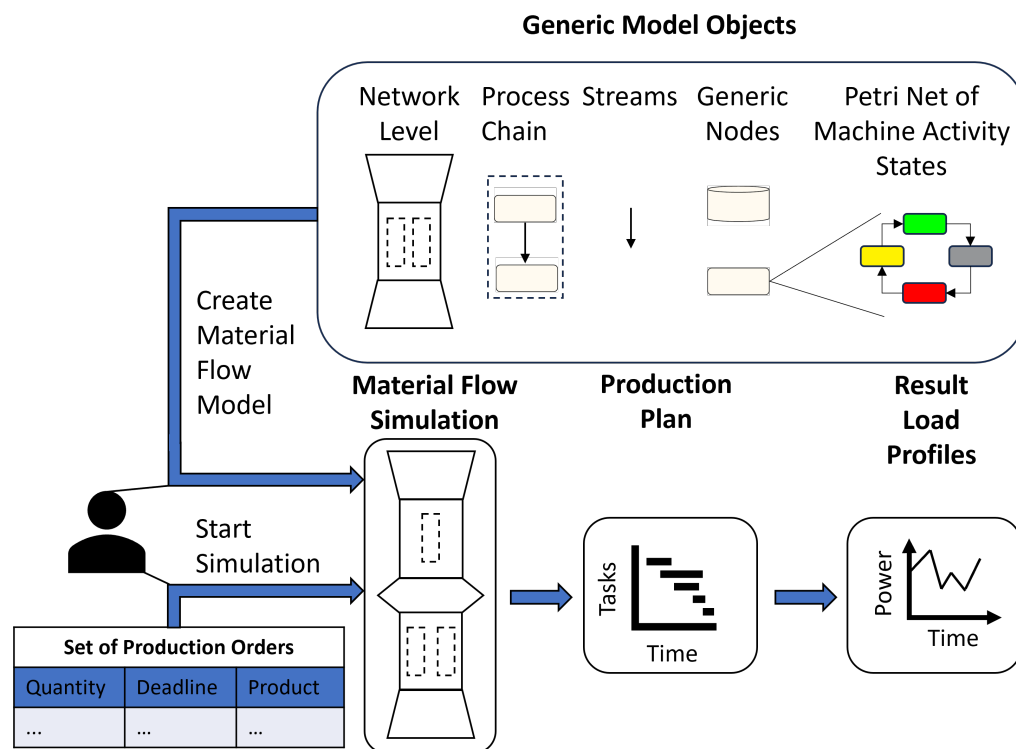 Generic Model Objects
Network
Level
Process
Chain
Streams
Generic
Nodes
Petri Net of
Machine Activity
States
Create
Material
Flow
Model
Material Flow
Simulation
Production
Plan
Result
Load
Profiles
Start
Simulation
Tasks
Time
Power
Time
Set of Production Orders
Quantity Deadline Product
... ... ...